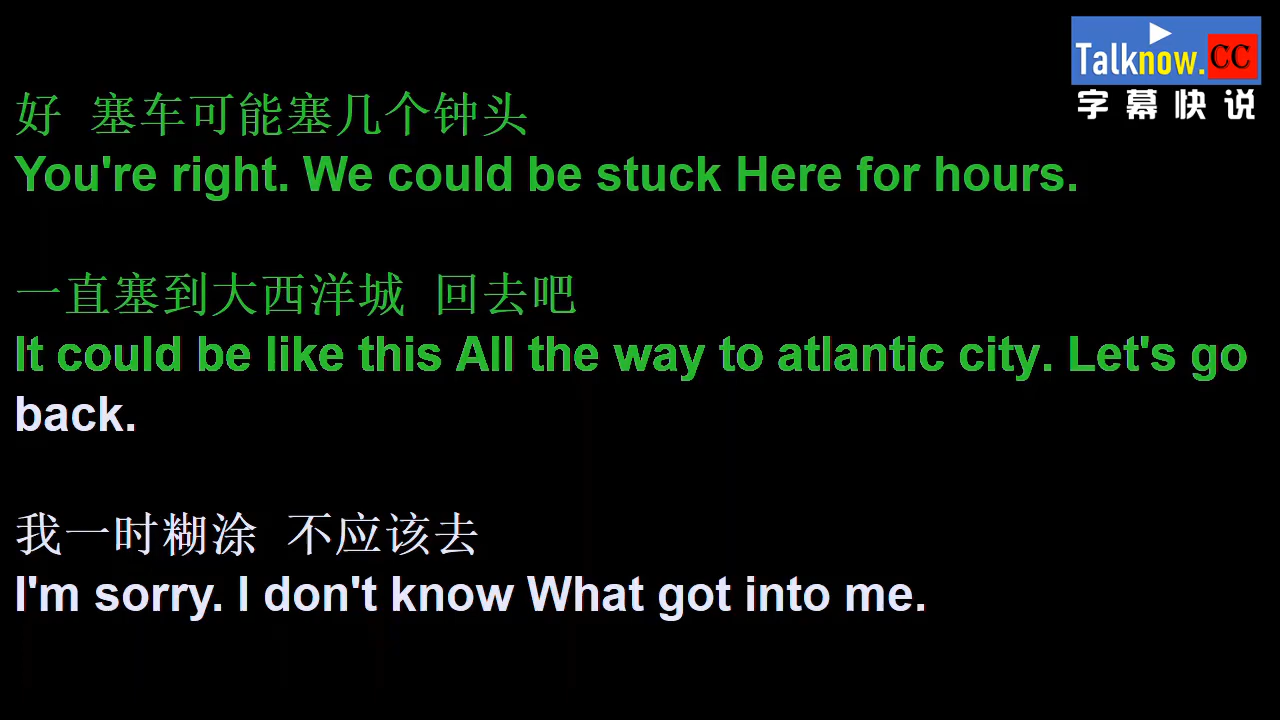 Talknow.CC
字幕快说
好 塞车可能塞几个钟头
You're right. We could be stuck Here for hours.
一直塞到大西洋城 回去吧
It could be like this All the way to atlantic city. Let's go
back.
我一时糊涂 不应该去
I'm sorry. I don't know What got into me.